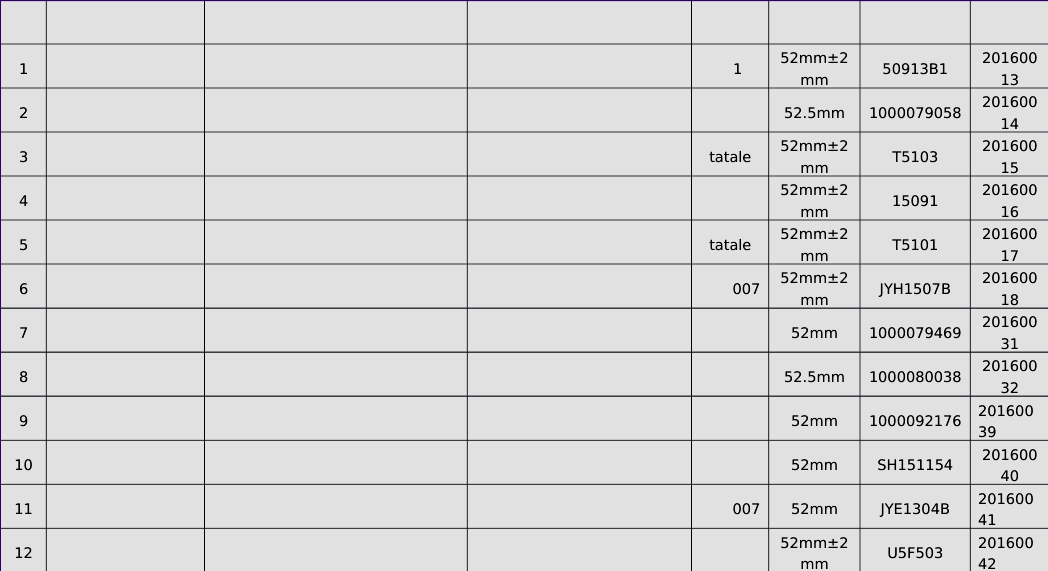 1 1 52mm±2mm 50913B1 20160013
2 52.5mm 1000079058 20160014
3 tatale 52mm±2mm T5103 20160015
4 52mm±2mm 15091 20160016
5 tatale 52mm±2mm T5101 20160017
6 007 52mm±2mm JYH1507B 20160018
7 52mm 1000079469 20160031
8 52.5mm 1000080038 20160032
9 52mm 1000092176 20160039
10 52mm SH151154 20160040
11 007 52mm JYE1304B 20160041
12 52mm±2mm U5F503 20160042